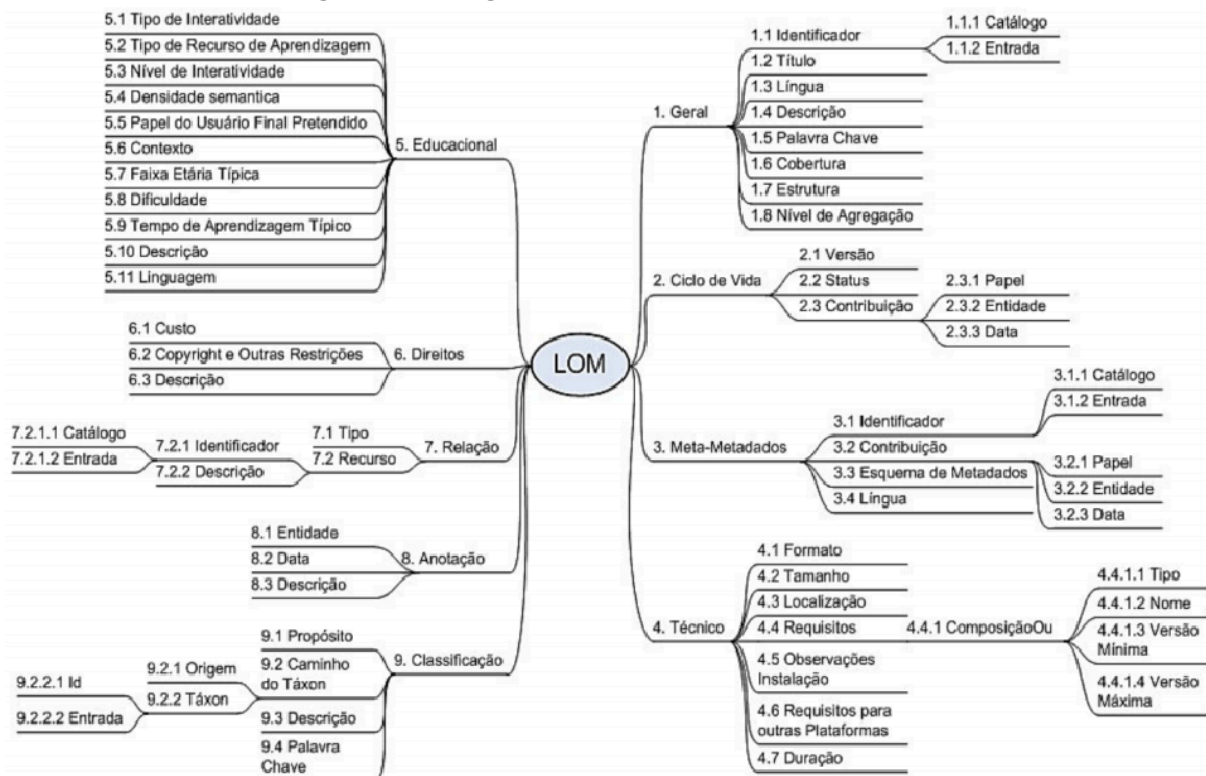 5.1 Tipo de Interatividade
5.2 Tipo de Recurso de Aprendizagem
5.3 Nível de Interatividade
5.4 Densidade semantica
5.5 Papel do Usuário Final Pretendido
5.6 Contexto
5.7 Faixa Etária Típica
5.8 Dificuldade
5.9 Tempo de Aprendizagem Típico
5.10 Descrição
5.11 Linguagem
5. Educacional
6.1 Custo
6.2 Copyright e Outras Restrições
6.3 Descrição
6. Direitos
7.2.1.1 Catálogo
7.2.1.2 Entrada
7.2.1 Identificador
7.2.2 Descrição
7.1 Tipo
7.2 Recurso
7. Relação
8.1 Entidade
8.2 Data
8.3 Descrição
8. Anotação
9.2.2.1 Id
9.2.2.2 Entrada
9.2.1 Origem
9.2.2 Táxon
9.1 Propósito
9.2 Caminho
do Táxon
9.3 Descrição
9.4 Palavra
Chave
9. Classificação
LOM
1. Geral
1.1 Identificador
1.1.1 Catálogo
1.1.2 Entrada
1.2 Título
1.3 Língua
1.4 Descrição
1.5 Palavra Chave
1.6 Cobertura
1.7 Estrutura
1.8 Nível de Agregação
2. Ciclo de Vida
2.1 Versão
2.2 Status
2.3 Contribuição
2.3.1 Papel
2.3.2 Entidade
2.3.3 Data
3. Meta-Metadados
3.1 Identificador
3.1.1 Catálogo
3.1.2 Entrada
3.2 Contribuição
3.2.1 Papel
3.2.2 Entidade
3.2.3 Data
3.3 Esquema de Metadados
3.4 Língua
4. Técnico
4.1 Formato
4.2 Tamanho
4.3 Localização
4.4 Requisitos
4.4.1 ComposiçãoOu
4.4.1.1 Tipo
4.4.1.2 Nome
4.4.1.3 Versão
Mínima
4.4.1.4 Versão
Máxima
4.5 Observações
Instalação
4.6 Requisitos para
outras Plataformas
4.7 Duração